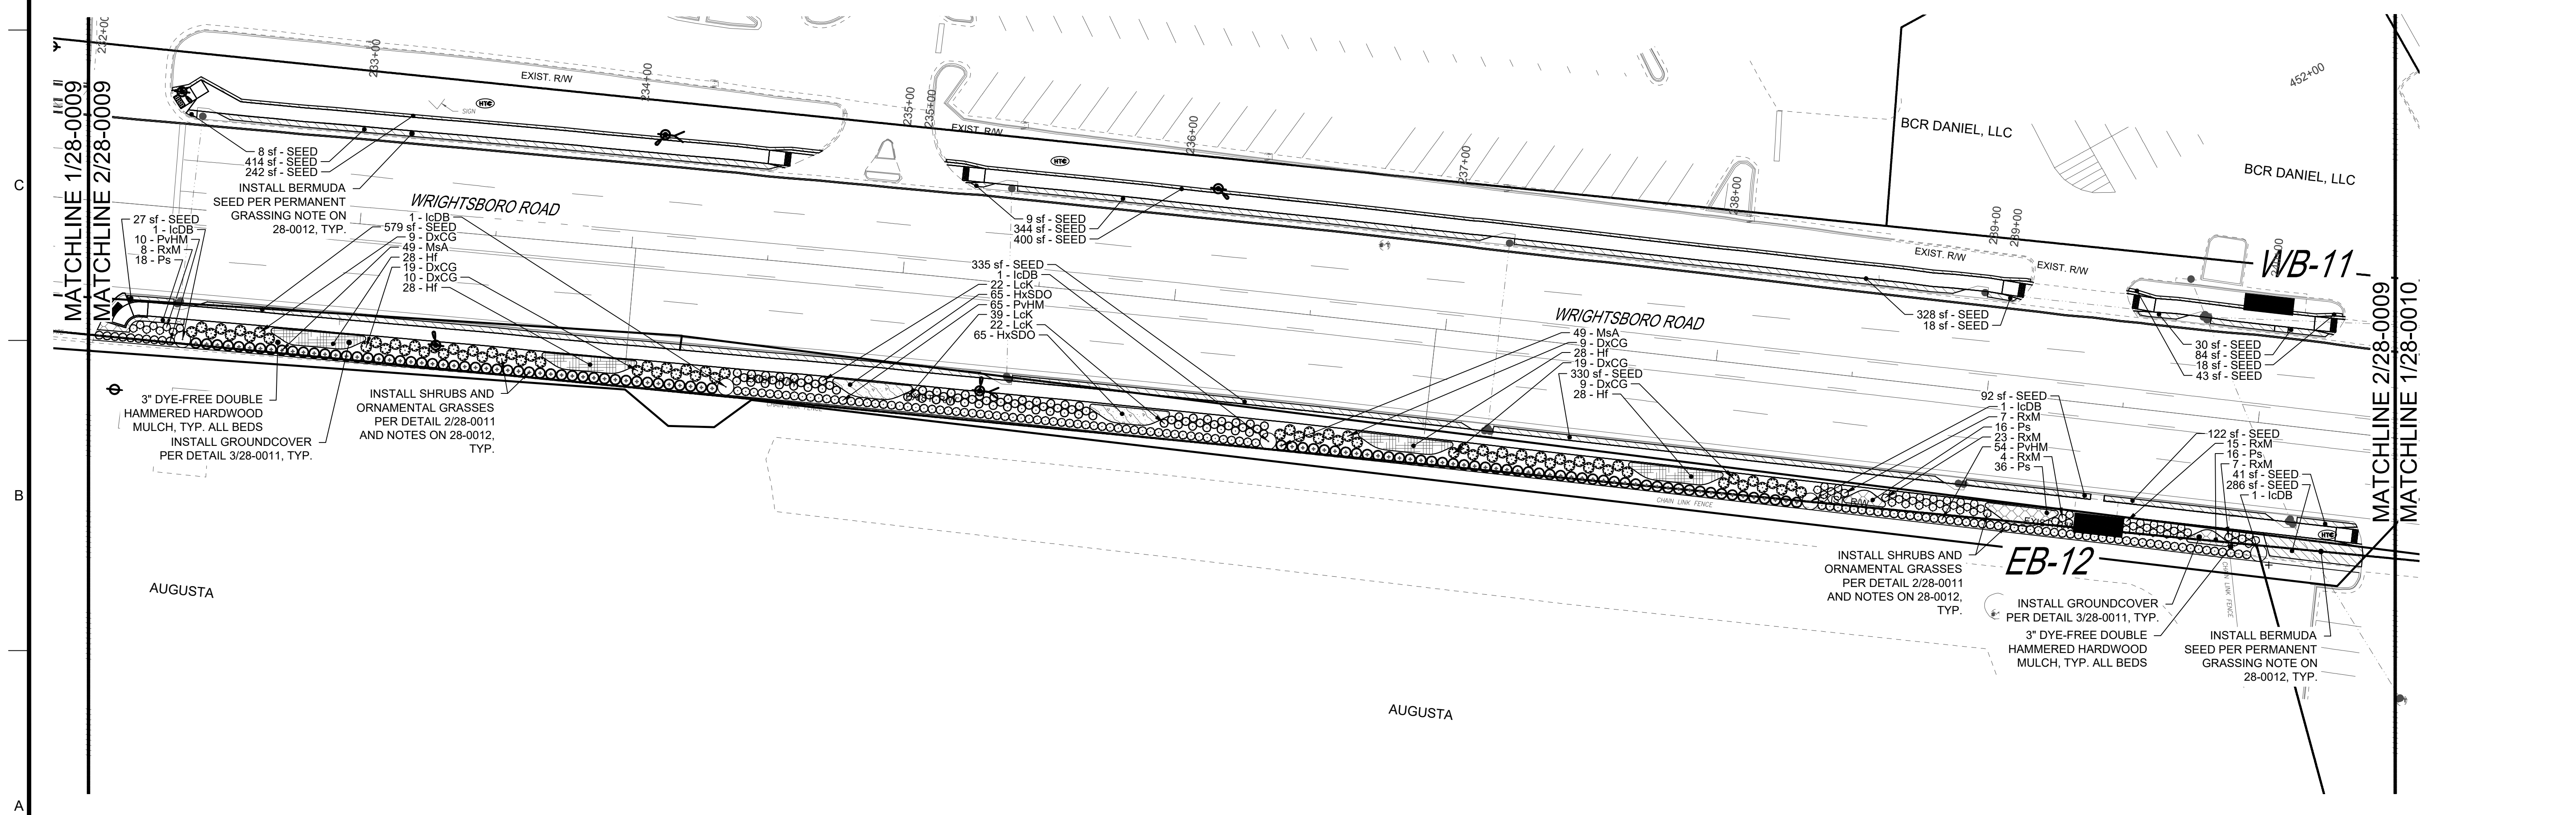 C
B
A
MATCHLINE 1/28-0009
MATCHLINE 2/28-0009
232+00
233+00
234+00
235+00
235+00
236+00
237+00
238+00
239+00
239+00
452+00
EXIST. R/W
EXIST. R/W
EXIST. R/W
EXIST. R/W
SIGN
HTC
HTC
HTC
BCR DANIEL, LLC
BCR DANIEL, LLC
8 sf - SEED
414 sf - SEED
242 sf - SEED
INSTALL BERMUDA
SEED PER PERMANENT
GRASSING NOTE ON
28-0012, TYP.
27 sf - SEED
1 - IcDB
10 - PvHM
8 - RxM
18 - Ps
WRIGHTSBORO ROAD
1 - IcDB
579 sf - SEED
9 - DxCG
49 - MsA
28 - Hf
19 - DxCG
10 - DxCG
28 - Hf
9 sf - SEED
344 sf - SEED
400 sf - SEED
335 sf - SEED
1 - IcDB
22 - LcK
65 - HxSDO
65 - PvHM
39 - LcK
22 - LcK
65 - HxSDO
WRIGHTSBORO ROAD
49 - MsA
9 - DxCG
28 - Hf
19 - DxCG
330 sf - SEED
9 - DxCG
28 - Hf
328 sf - SEED
18 sf - SEED
WB-11
30 sf - SEED
84 sf - SEED
18 sf - SEED
43 sf - SEED
92 sf - SEED
1 - IcDB
7 - RxM
16 - Ps
23 - RxM
54 - PvHM
4 - RxM
36 - Ps
122 sf - SEED
15 - RxM
16 - Ps
7 - RxM
41 sf - SEED
286 sf - SEED
1 - IcDB
3" DYE-FREE DOUBLE
HAMMERED HARDWOOD
MULCH, TYP. ALL BEDS
INSTALL GROUNDCOVER
PER DETAIL 3/28-0011, TYP.
INSTALL SHRUBS AND
ORNAMENTAL GRASSES
PER DETAIL 2/28-0011
AND NOTES ON 28-0012,
TYP.
CHAIN LINK FENCE
CHAIN LINK FENCE
CHAIN LINK FENCE
EB-12
INSTALL SHRUBS AND
ORNAMENTAL GRASSES
PER DETAIL 2/28-0011
AND NOTES ON 28-0012,
TYP.
INSTALL GROUNDCOVER
PER DETAIL 3/28-0011, TYP.
3" DYE-FREE DOUBLE
HAMMERED HARDWOOD
MULCH, TYP. ALL BEDS
INSTALL BERMUDA
SEED PER PERMANENT
GRASSING NOTE ON
28-0012, TYP.
AUGUSTA
AUGUSTA
MATCHLINE 2/28-0009
MATCHLINE 1/28-0010